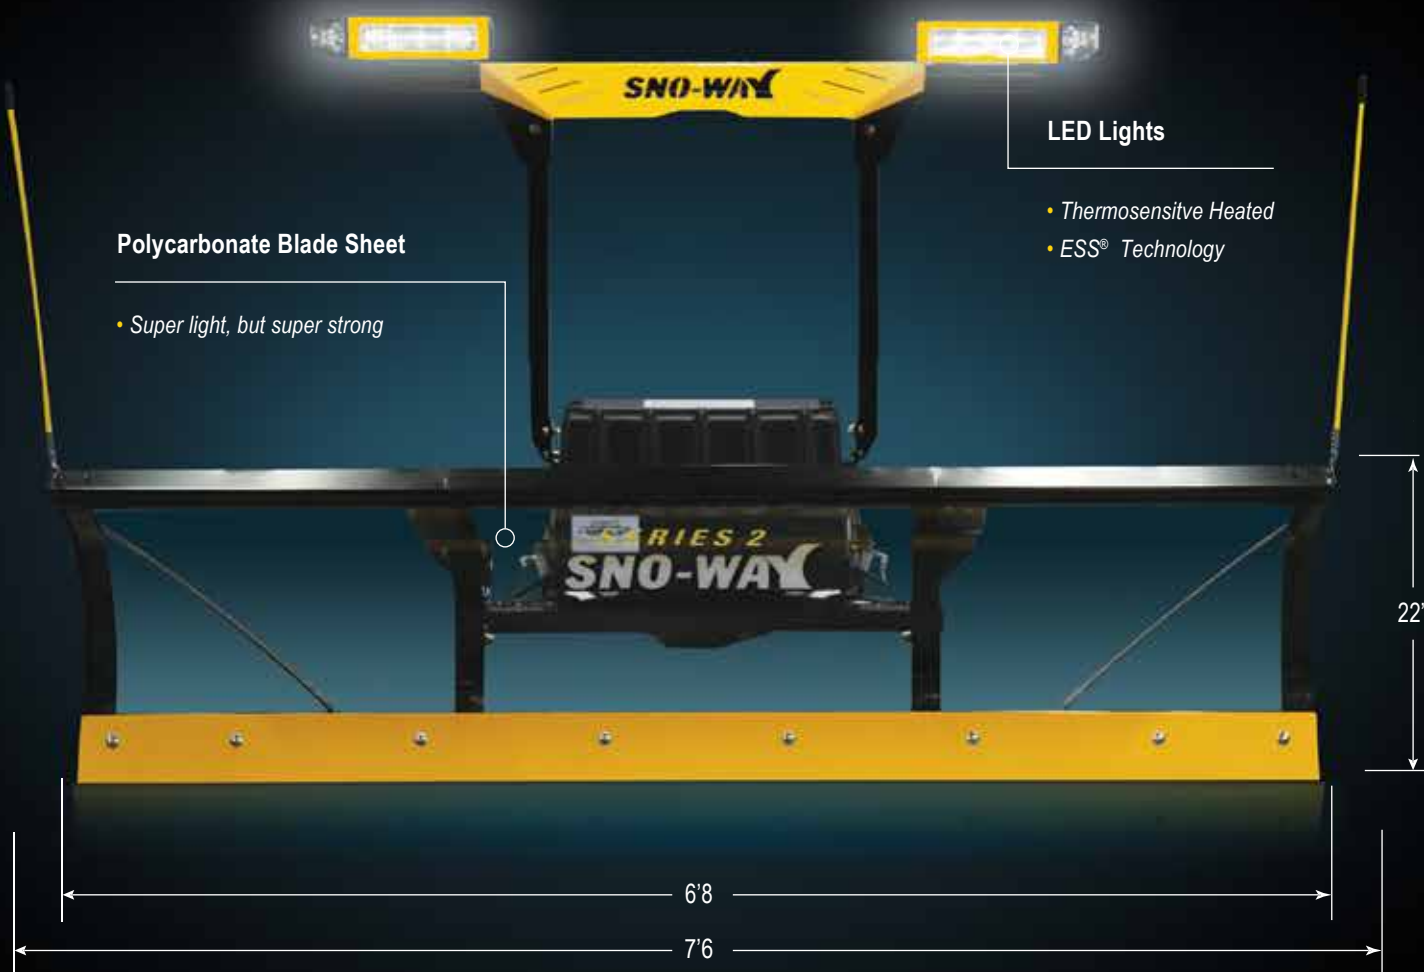 SNO-WAY
LED Lights
• Thermosensitve Heated
• ESS® Technology
Polycarbonate Blade Sheet
• Super light, but super strong
SERIES 2
SNO-WAY
22"
6'8
7'6